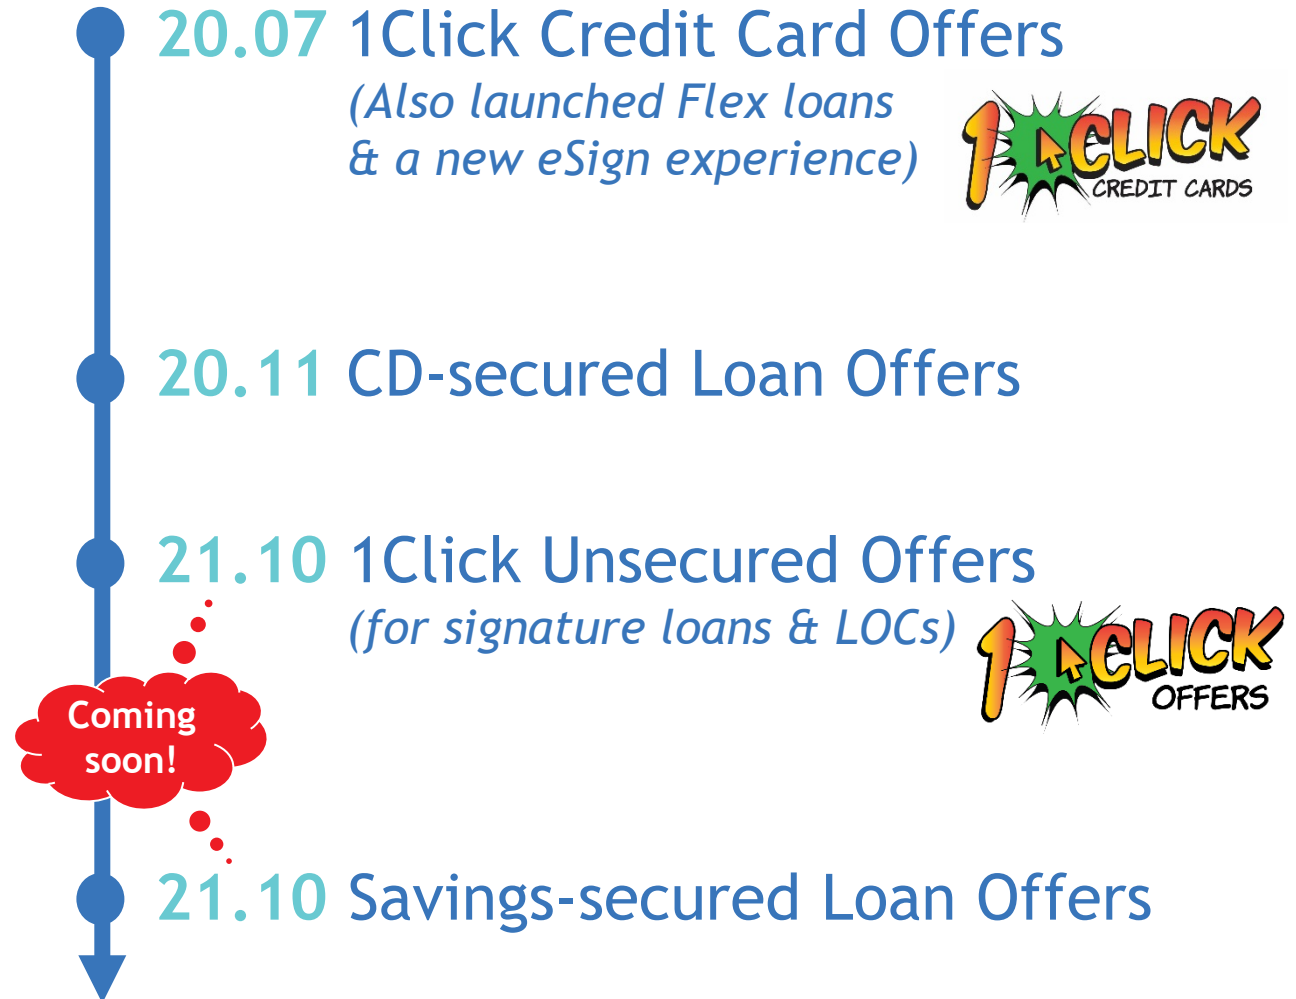 20.07 1Click Credit Card Offers
(Also launched Flex loans
& a new eSign experience)
1 CLICK
CREDIT CARDS
20.11 CD-secured Loan Offers
21.10 1Click Unsecured Offers
(for signature loans & LOCs)
1 CLICK
OFFERS
Coming
soon!
21.10 Savings-secured Loan Offers